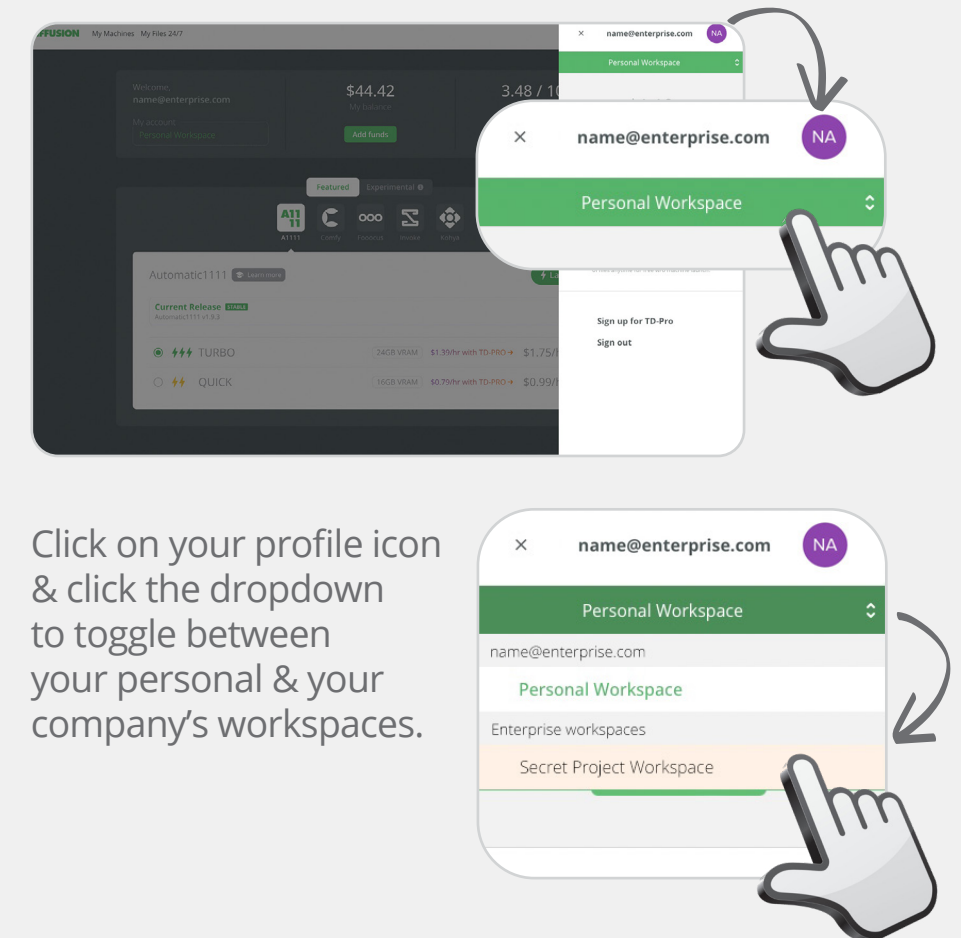 FFUSION My Machines My Files 24/7
× name@enterprise.com NA
Personal Workspace
Welcome,
name@enterprise.com
My account:
Personal Workspace
$44.42
My balance
Add funds
3.48 / 10
× name@enterprise.com NA
Personal Workspace
Featured Experimental
A1111 Comfy Fooocus Invoke Kohya
Automatic1111 Learn more
Current Release STABLE
Automatic1111 v1.9.3
TURBO 24GB VRAM $1.39/hr with TD-PRO → $1.75/h
QUICK 16GB VRAM $0.79/hr with TD-PRO → $0.99/h
Sign up for TD-Pro
Sign out
Click on your profile icon
& click the dropdown
to toggle between
your personal & your
company’s workspaces.
× name@enterprise.com NA
Personal Workspace
name@enterprise.com
Personal Workspace
Enterprise workspaces
Secret Project Workspace